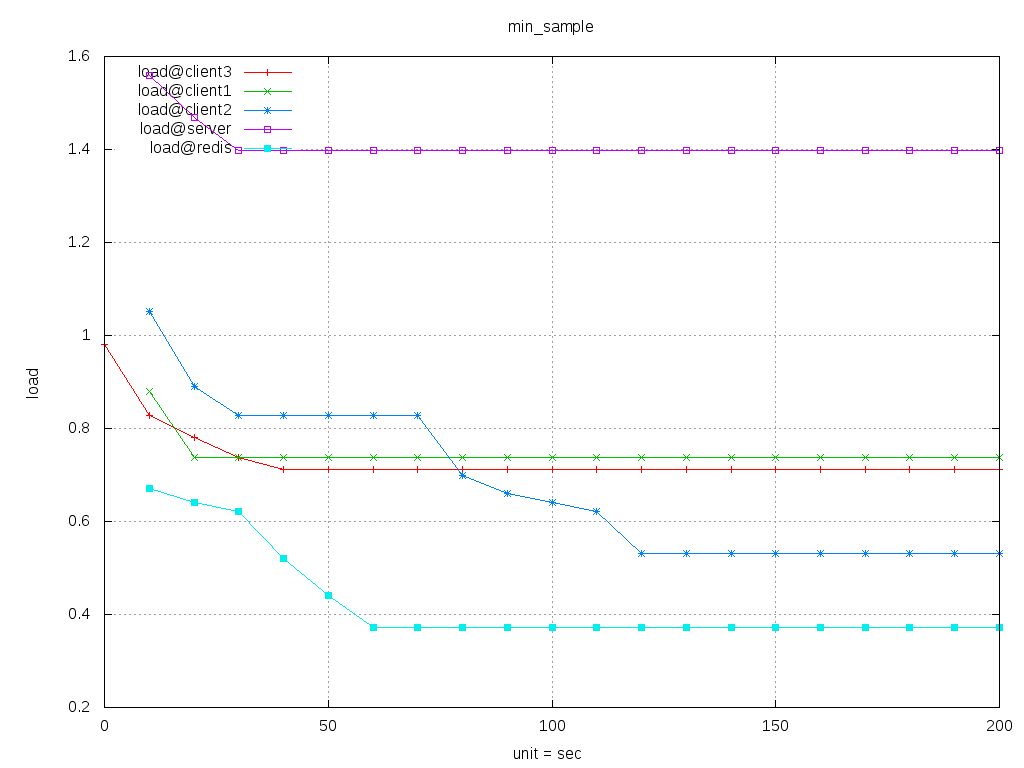 min_sample
1.6
1.4
1.2
1
0.8
0.6
0.4
0.2
load
load@client3
load@client1
load@client2
load@server
load@redis
0 50 100 150 200
unit = sec